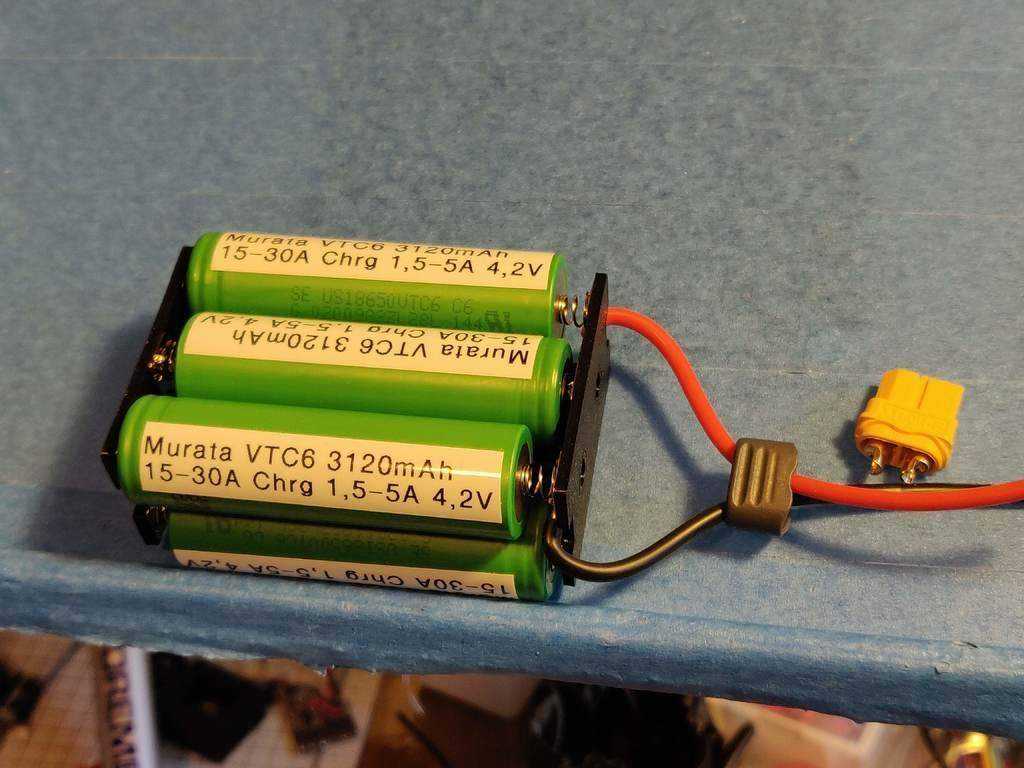 Murata VTC6 3120mAh
15-30A Chrg 1,5-5A 4,2V
SE US18650VTC6 C6
Murata VTC6 3120mAh
15-30A Chrg 1,5-5A 4,2V
Murata VTC6 3120mAh
15-30A Chrg 1,5-5A 4,2V
15-30A Chrg 1,5-5A 4,2V